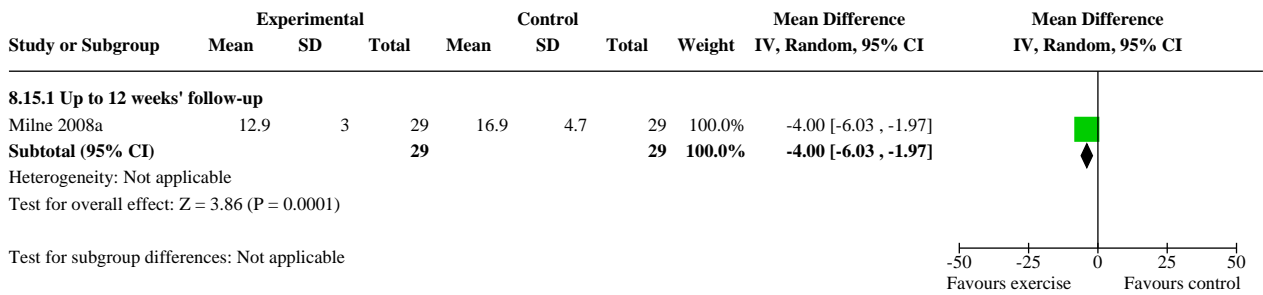 Experimental Control Mean Difference Mean Difference
Study or Subgroup Mean SD Total Mean SD Total Weight IV, Random, 95% CI IV, Random, 95% CI
8.15.1 Up to 12 weeks' follow-up
Milne 2008a 12.9 3 29 16.9 4.7 29 100.0% -4.00 [-6.03 , -1.97]
Subtotal (95% CI) 29 29 100.0% -4.00 [-6.03 , -1.97]
Heterogeneity: Not applicable
Test for overall effect: Z = 3.86 (P = 0.0001)
Test for subgroup differences: Not applicable
-50 -25 0 25 50
Favours exercise Favours control